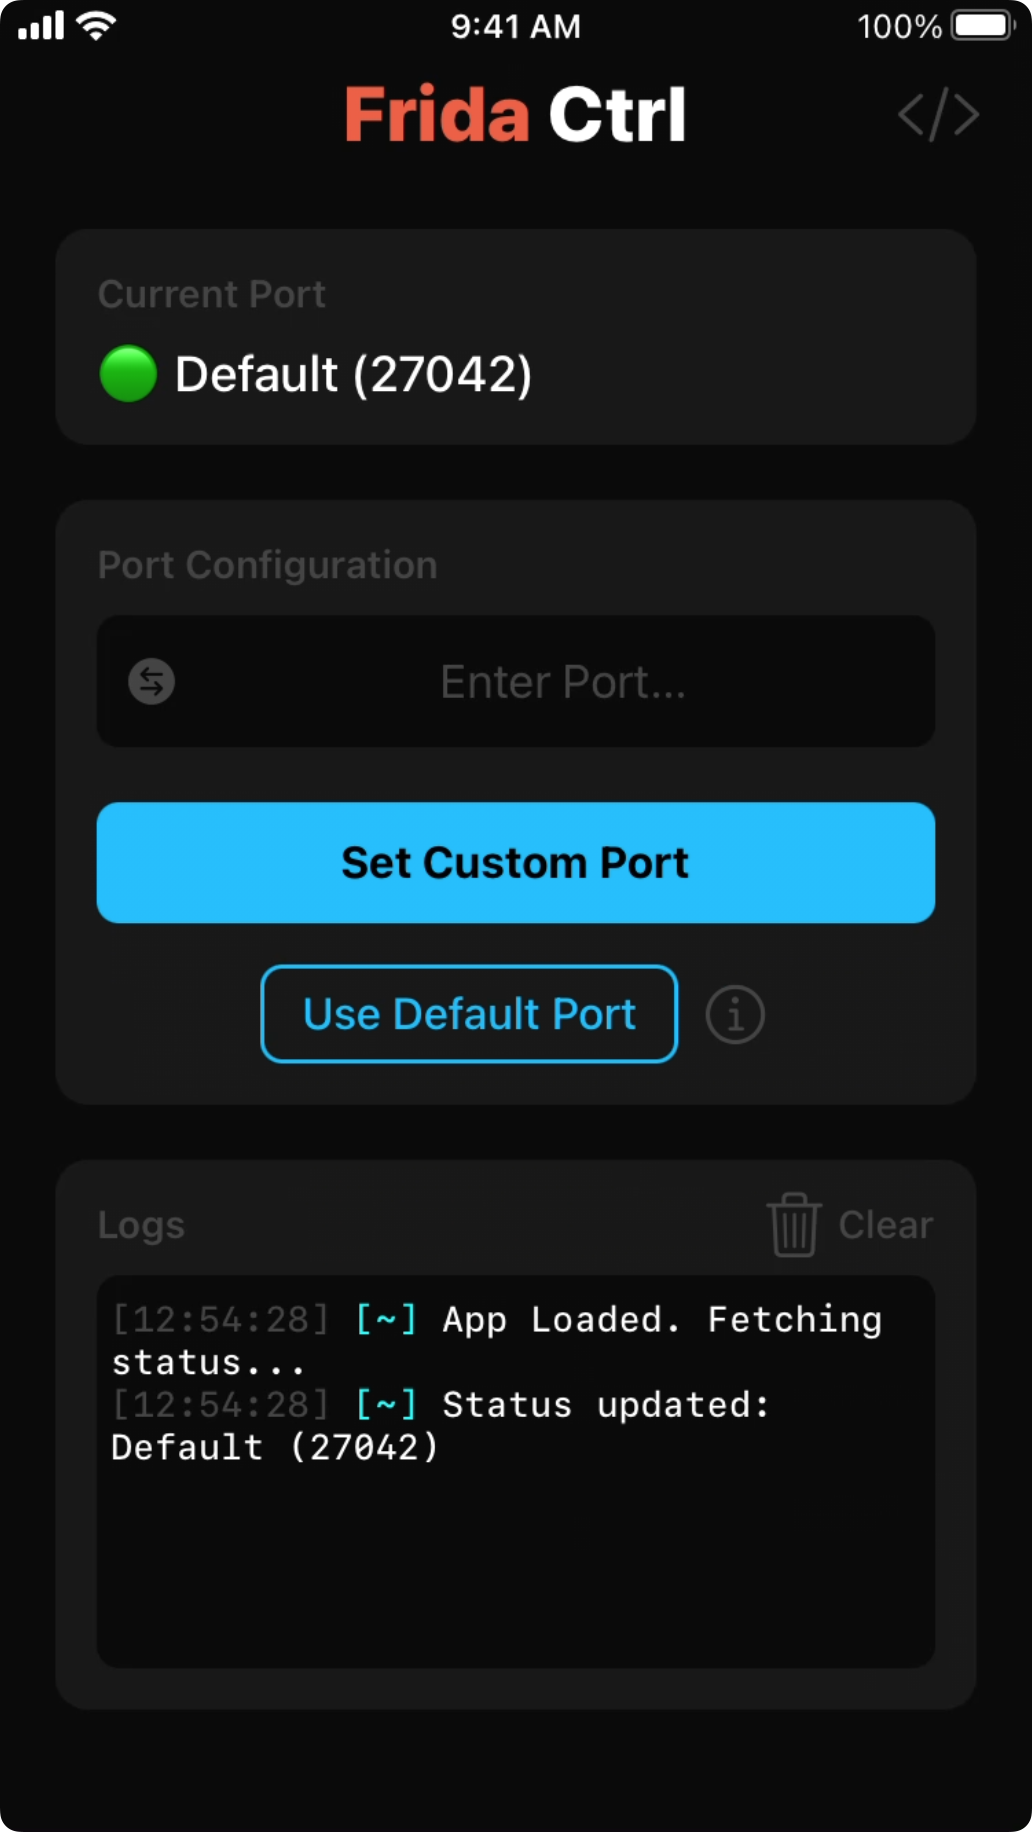 9:41 AM 100%
Frida Ctrl </>
Current Port
Default (27042)
Port Configuration
Enter Port...
Set Custom Port
Use Default Port
Logs Clear
[12:54:28] [~] App Loaded. Fetching
status...
[12:54:28] [~] Status updated:
Default (27042)